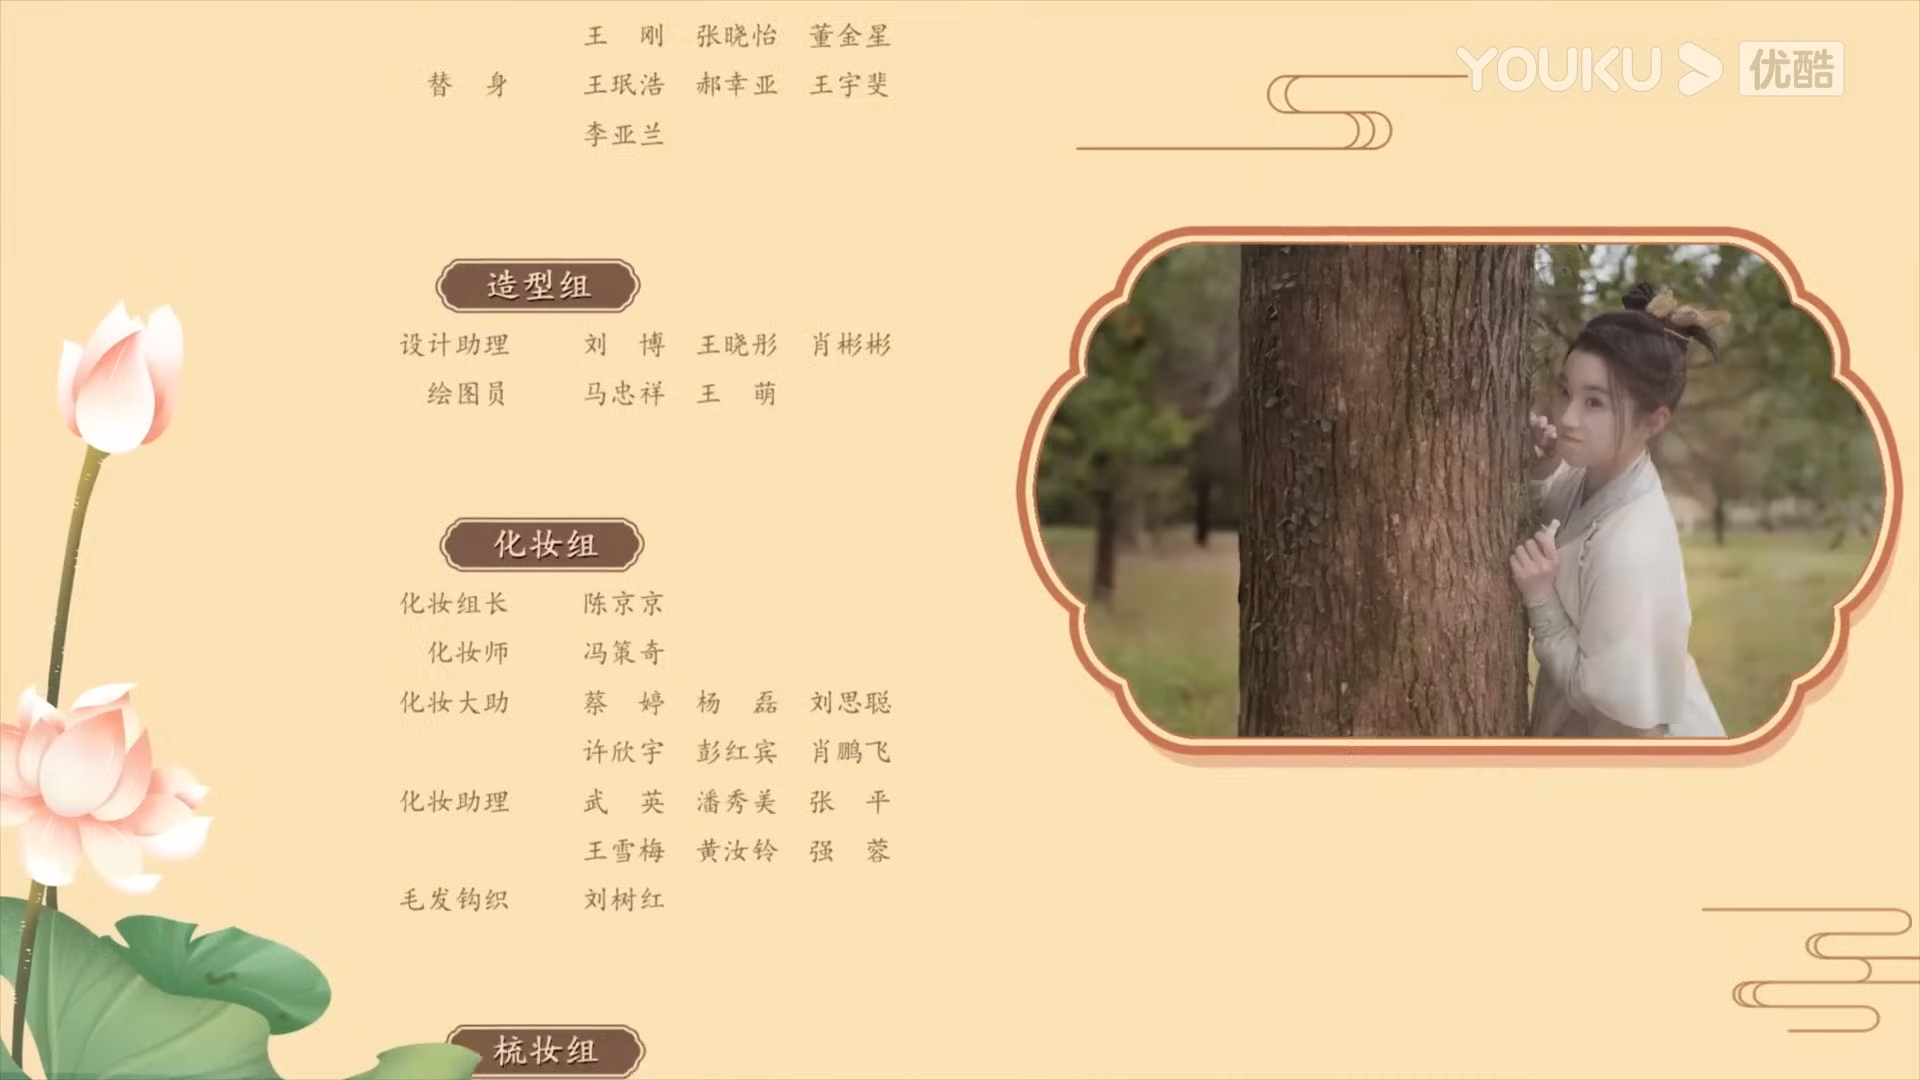 王 刚 张晓怡 董金星
YOUKU 优酷
替 身 王珉浩 郝幸亚 王宇斐
李亚兰
造型组
设计助理 刘 博 王晓彤 肖彬彬
绘图员 马忠祥 王 萌
化妆组
化妆组长 陈京京
化妆师 冯策奇
化妆大助 蔡 婷 杨 磊 刘思聪
许欣宇 彭红宾 肖鹏飞
化妆助理 武 英 潘秀美 张 平
王雪梅 黄汝铃 强 蓉
毛发钩织 刘树红
梳妆组